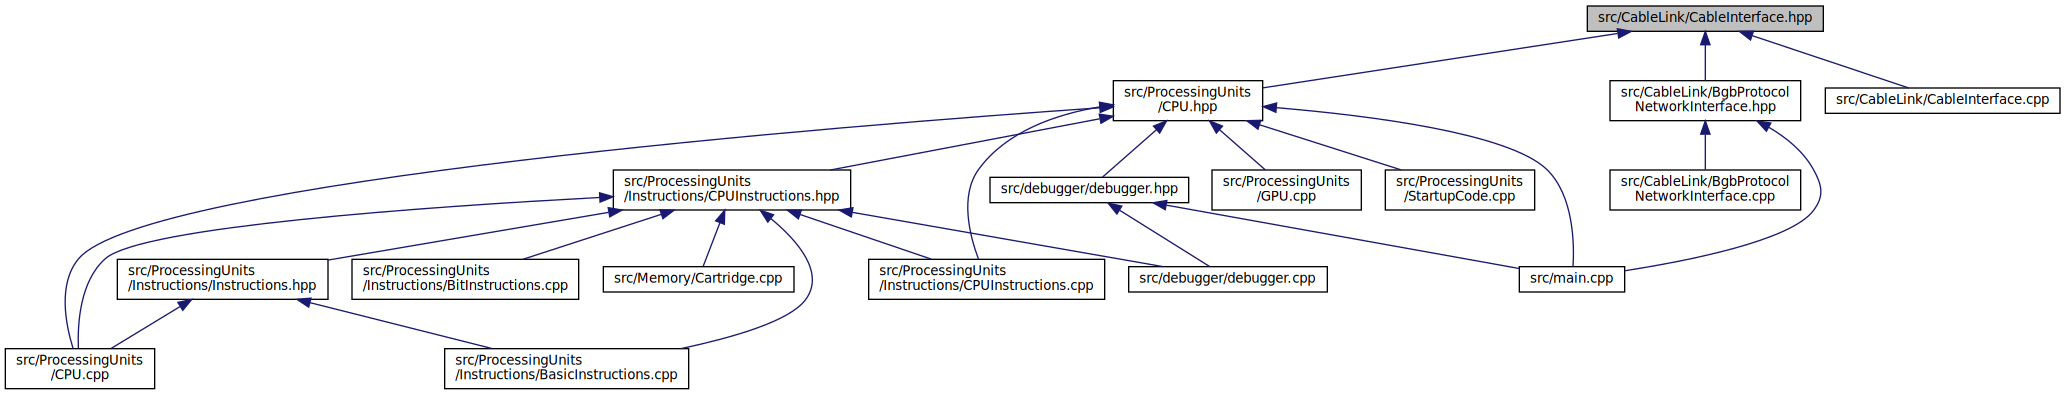 src/CableLink/CableInterface.hpp
src/ProcessingUnits
/CPU.hpp
src/CableLink/BgbProtocol
NetworkInterface.hpp
src/CableLink/CableInterface.cpp
src/ProcessingUnits
/Instructions/CPUInstructions.hpp
src/debugger/debugger.hpp
src/ProcessingUnits
/GPU.cpp
src/ProcessingUnits
/StartupCode.cpp
src/CableLink/BgbProtocol
NetworkInterface.cpp
src/ProcessingUnits
/Instructions/Instructions.hpp
src/ProcessingUnits
/Instructions/BitInstructions.cpp
src/Memory/Cartridge.cpp
src/ProcessingUnits
/Instructions/CPUInstructions.cpp
src/debugger/debugger.cpp
src/main.cpp
src/ProcessingUnits
/CPU.cpp
src/ProcessingUnits
/Instructions/BasicInstructions.cpp